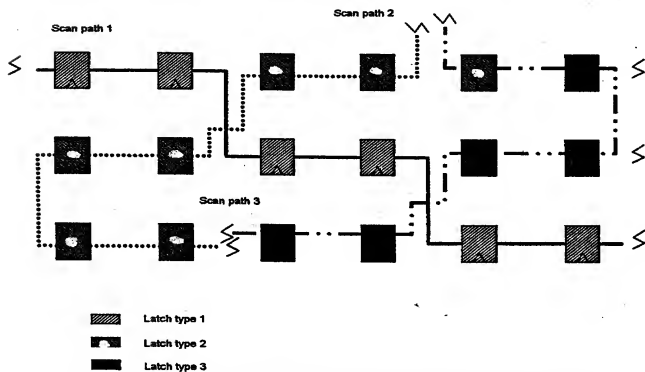 Scan path 1
Scan path 2
Scan path 3
Latch type 1
Latch type 2
Latch type 3